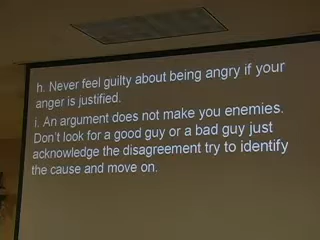 h. Never feel guilty about being angry if your
anger is justified.
i. An argument does not make you enemies.
Don't look for a good guy or a bad guy just
acknowledge the disagreement try to identify
the cause and move on.